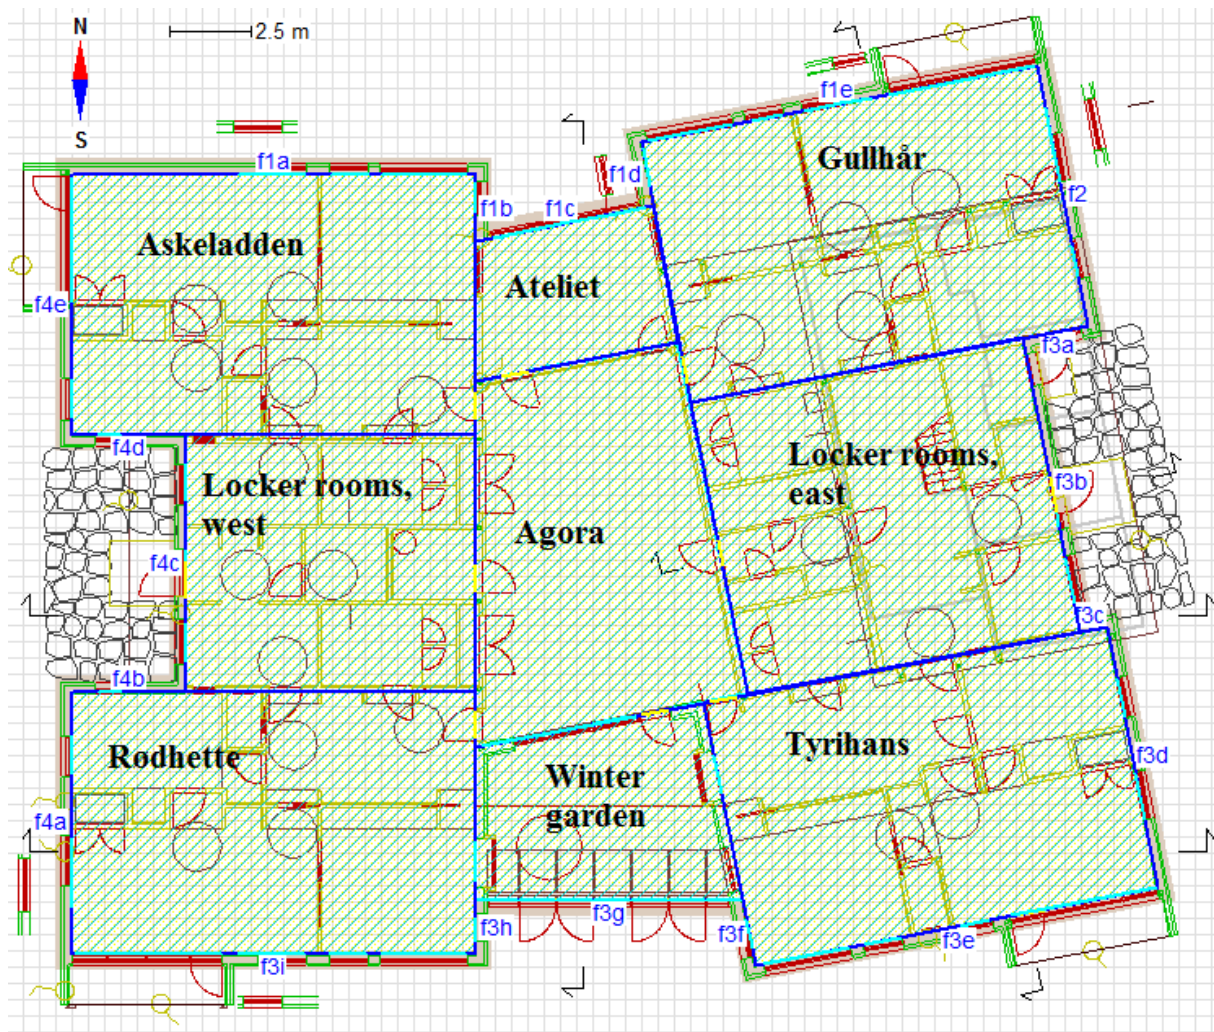 N
2.5 m
S
f1e
f1a
f1d
Gullhår
f1b
f1c
f2
Askeladden
Ateliet
f4e
f3a
f4d
Locker rooms,
east
Locker rooms,
west
f3b
Agora
f4c
f3c
f4b
Rødhette
Tyrihans
f3d
Winter
garden
f4a
f3h
f3g
f3f
f3e
f3i